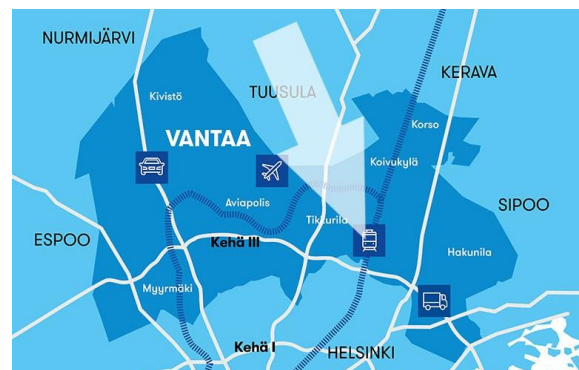 NURMIJÄRVI
TUUSULA
KERAVA
Kivistö
Korso
VANTAA
Koivukylä
Aviapolis
Tikkurila
SIPOO
ESPOO
Kehä III
Hakunila
Myyrmäki
Kehä I
HELSINKI